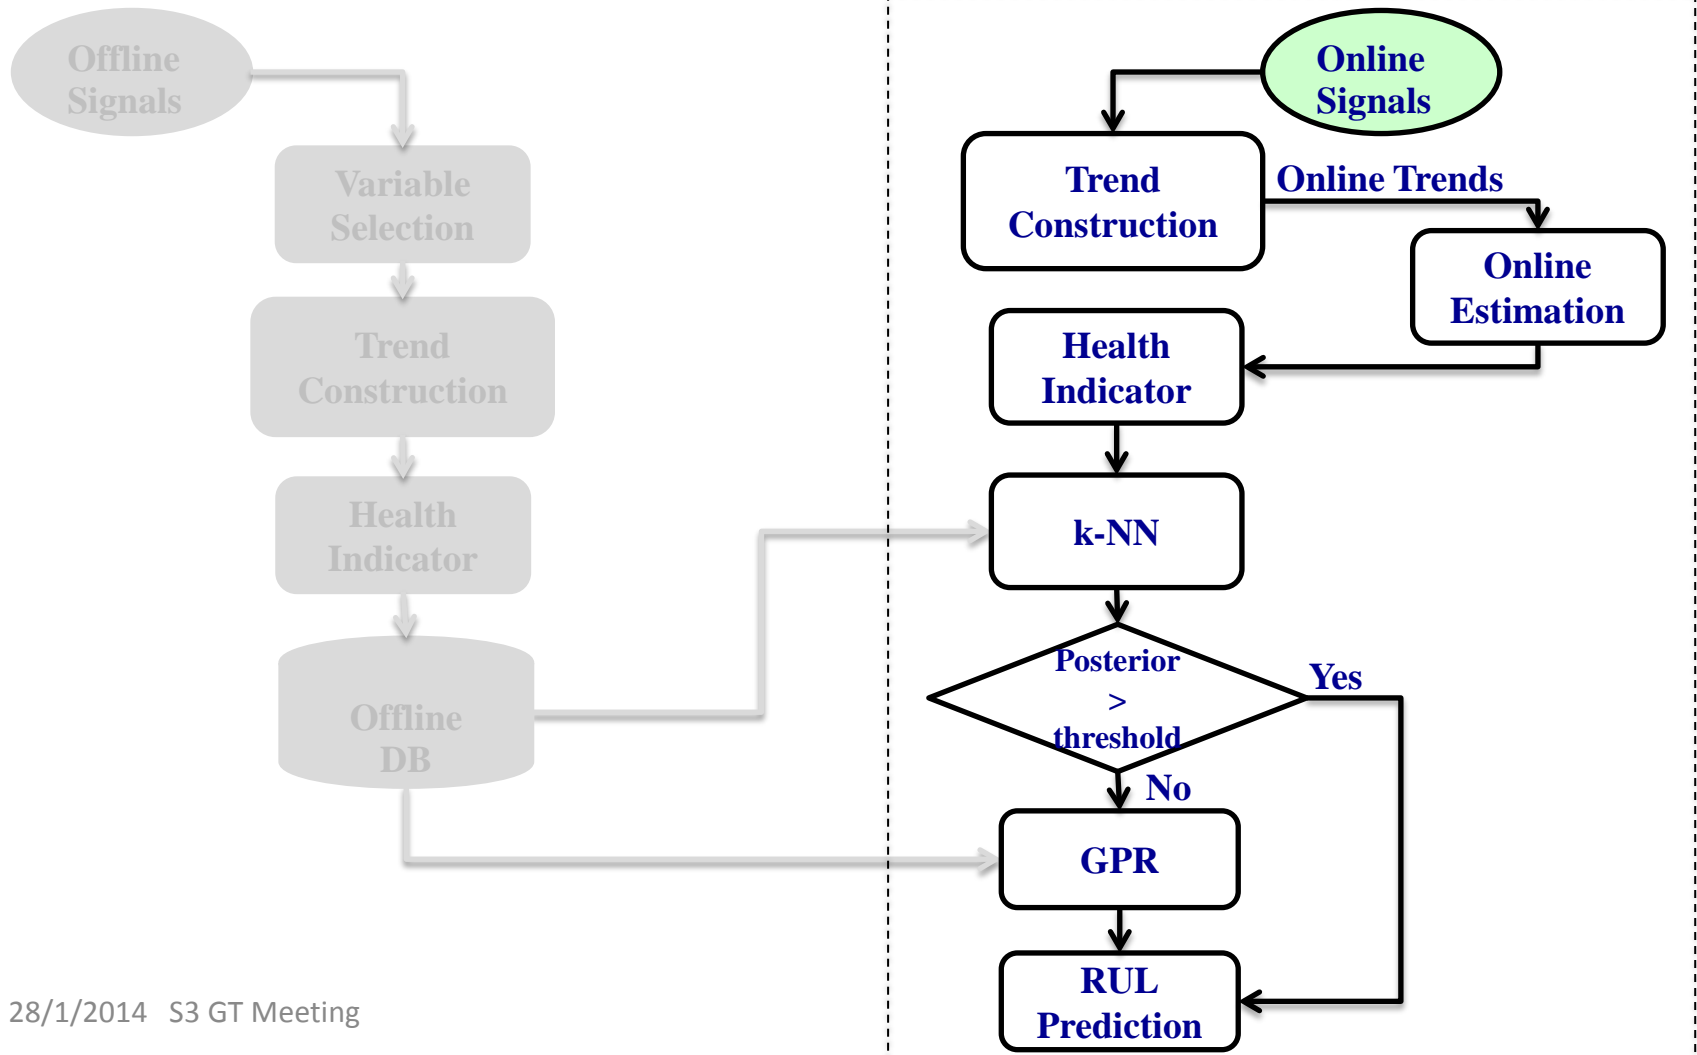 Offline
Signals
Variable
Selection
Trend
Construction
Health
Indicator
Offline
DB
Online
Signals
Trend
Construction
Online Trends
Online
Estimation
Health
Indicator
k-NN
Posterior
>
threshold
Yes
No
GPR
RUL
Prediction
28/1/2014 S3 GT Meeting